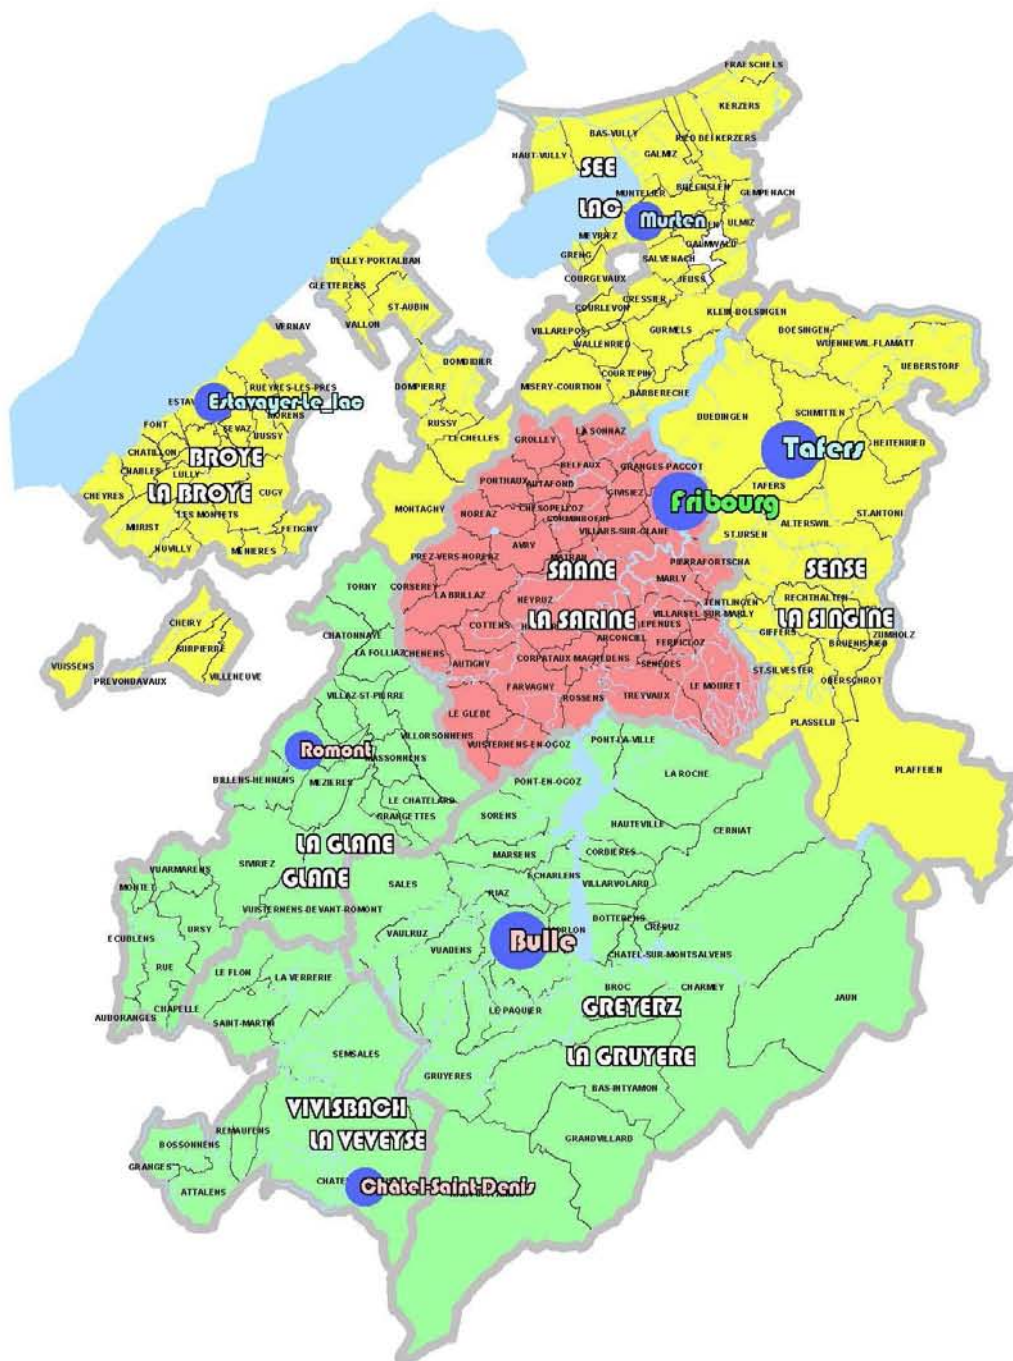 FRAESCHELS
KERZERS
BAS-VULLY
RIED BEI KERZERS
HAUT-VULLY
GALMIZ
SEE
MUNTELIER
BUECHSLEN
GEMPENACH
LAC
Murten
ULMIZ
MEYRIEZ
GALMWALD
GRENG
SALVENACH
COURGEVAUX
JEUSS
DELLEY-PORTALBAN
GLETTERENS
ST-AUBIN
VALLON
VERNAY
CRESSIER
COURLEVON
KLEIN-BOESINGEN
VILLAREPOS
GURMELS
WALLENRIED
BOESINGEN
WUENNEWIL-FLAMATT
UEBERSTORF
DOMDIDIER
COURTEPIN
DOMPIERRE
MISERY-COURTION
BARBERECHE
RUEYRES-LES-PRES
Estavayer-Le_lac
MORENS
FONT
SEVAZ
BUSSY
RUSSY
LECHELLES
DUEDINGEN
SCHMITTEN
HEITENRIED
Tafers
TAFERS
CHATILLON
BROYE
CHABLES
LULLY
CHEYRES
LA BROYE
CUGY
LES MONTETS
MURIST
FETIGNY
NUVILLY
MENIERES
LA SONNAZ
GROLLEY
BELFAUX
GRANGES-PACCOT
PONTHAUX
AUTAFOND
GIVISIEZ
Fribourg
MONTAGNY
NOREAZ
CHESOPELLOZ
CORMINBOEUF
VILLARS-SUR-GLANE
ST.ANTONI
ALTERSWIL
ST.URSEN
AVRY
MATRAN
PREZ-VERS-NOREAZ
PIERRAFORTSCHA
SAANE
MARLY
SENSE
TORNY
CORSEREY
LA BRILLAZ
NEYRUZ
RECHTHALTEN
TENTLINGEN
VILLARSEL-SUR-MARLY
LA SARINE
LA SINGINE
COTTENS
EPENDES
GIFFERS
ZUMHOLZ
BRUENISRIED
ARCONCIEL
FERPICLOZ
CHEIRY
SURPIERRE
CHATONNAYE
LA FOLLIAZ
CHENENS
AUTIGNY
CORPATAUX-MAGNEDENS
SENEDES
ST.SILVESTER
OBERSCHROT
VUISSENS
PREVONDAVAUX
VILLENEUVE
VILLAZ-ST-PIERRE
FARVAGNY
ROSSENS
TREYVAUX
LE MOURET
LE GLEBE
PLASSELB
VUISTERNENS-EN-OGOZ
PONT-LA-VILLE
VILLORSONNENS
Romont
MASSONNENS
BILLENS-HENNENS
MEZIERES
PLAFFEIEN
LA ROCHE
PONT-EN-OGOZ
LE CHATELARD
GRANGETTES
SORENS
HAUTEVILLE
CERNIAT
LA GLANE
MARSENS
CORBIERES
SIVIRIEZ
VUARMARENS
GLANE
ECHARLENS
SALES
RIAZ
VILLARVOLARD
MONTET
VUISTERNENS-DEVANT-ROMONT
BOTTERENS
URSY
VAULRUZ
MORLON
CRESUZ
ECUBLENS
VUADENS
Bulle
CHATEL-SUR-MONTSALVENS
RUE
LE FLON
LA VERRERIE
BROC
CHARMEY
JAUN
CHAPELLE
AUBORANGES
SAINT-MARTIN
LE PAQUIER
GREYERZ
SEMSALES
LA GRUYERE
GRUYERES
BAS-INTYAMON
VIVISBACH
REMAUFENS
LA VEVEYSE
GRANDVILLARD
BOSSONNENS
GRANGES
ATTALENS
Châtel-Saint-Denis